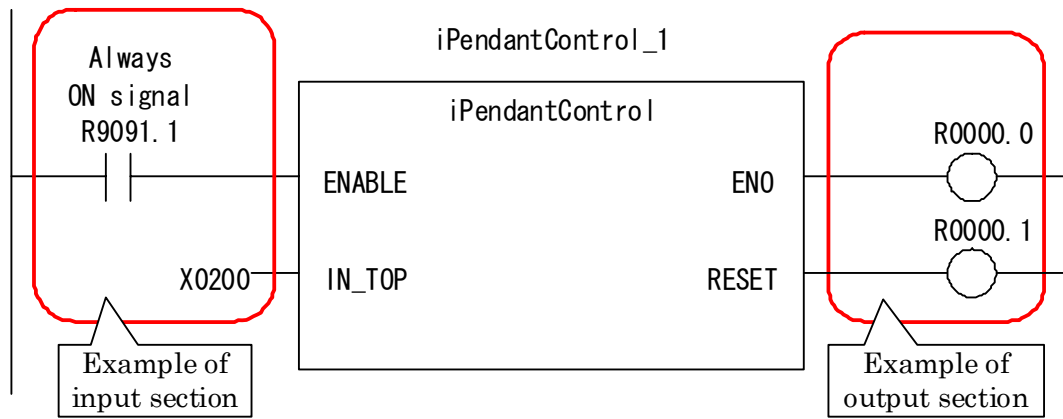 iPendantControl_1
Always
ON signal
R9091.1
iPendantControl
R0000.0
ENABLE
ENO
R0000.1
X0200
IN_TOP
RESET
Example of
input section
Example of
output section